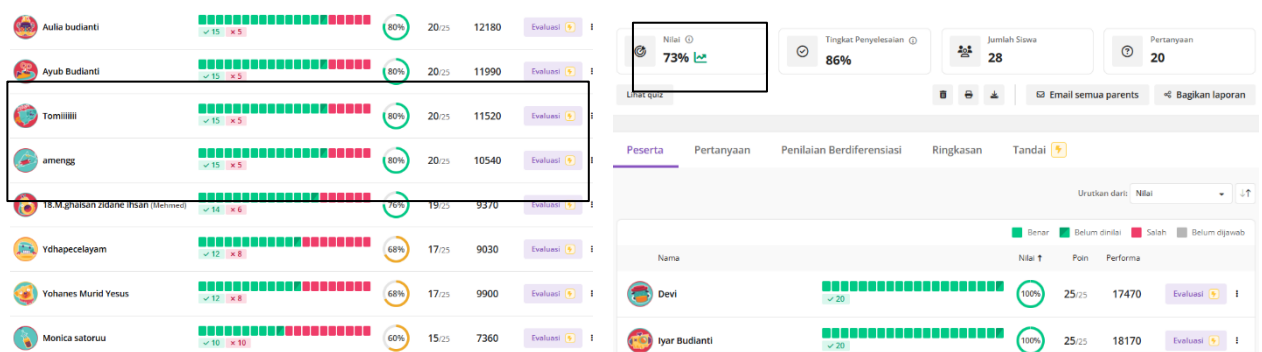 Aulia budianti 80% 20/25 12180 Evaluasi
✓ 15 × 5
Ayub Budianti 80% 20/25 11990 Evaluasi
✓ 15 × 5
Tomiiiiii 80% 20/25 11520 Evaluasi
✓ 15 × 5
amengg 80% 20/25 10540 Evaluasi
✓ 15 × 5
18.M.ghaisan zidane ihsan (Mehmed) 76% 19/25 9370 Evaluasi
✓ 14 × 6
Ydhapecelayam 68% 17/25 9030 Evaluasi
✓ 12 × 8
Yohanes Murid Yesus 68% 17/25 9900 Evaluasi
✓ 12 × 8
Monica satoruu 60% 15/25 7360 Evaluasi
✓ 10 × 10
Nilai
73%
Tingkat Penyelesaian
86%
Jumlah Siswa
28
Pertanyaan
20
Lihat quiz Email semua parents Bagikan laporan
Peserta Pertanyaan Penilaian Berdiferensiasi Ringkasan Tandai
Urutkan dari: Nilai
Benar Belum dinilai Salah Belum dijawab
Nama Nilai ↑ Poin Performa
Devi 100% 25/25 17470 Evaluasi
✓ 20
Iyar Budianti 100% 25/25 18170 Evaluasi
✓ 20